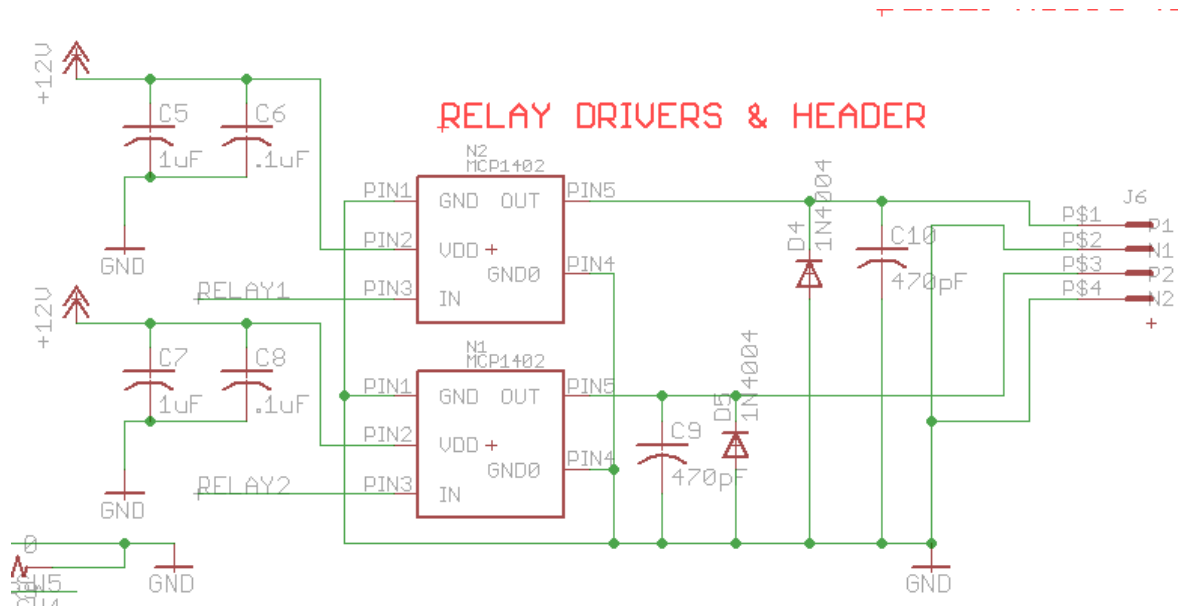 +12V
C5
C6
1uF
.1uF
GND
RELAY DRIVERS & HEADER
N2
MCP1402
PIN1
GND
OUT
PIN5
PIN2
VDD
GND0
PIN4
RELAY1
PIN3
IN
D4
1N4004
C10
470pF
J6
P$1
P1
P$2
N1
P$3
P2
P$4
N2
+12V
C7
C8
1uF
.1uF
GND
N1
MCP1402
PIN1
GND
OUT
PIN5
PIN2
VDD
GND0
PIN4
RELAY2
PIN3
IN
C9
470pF
D5
1N4004
GND
0
GND
SW5